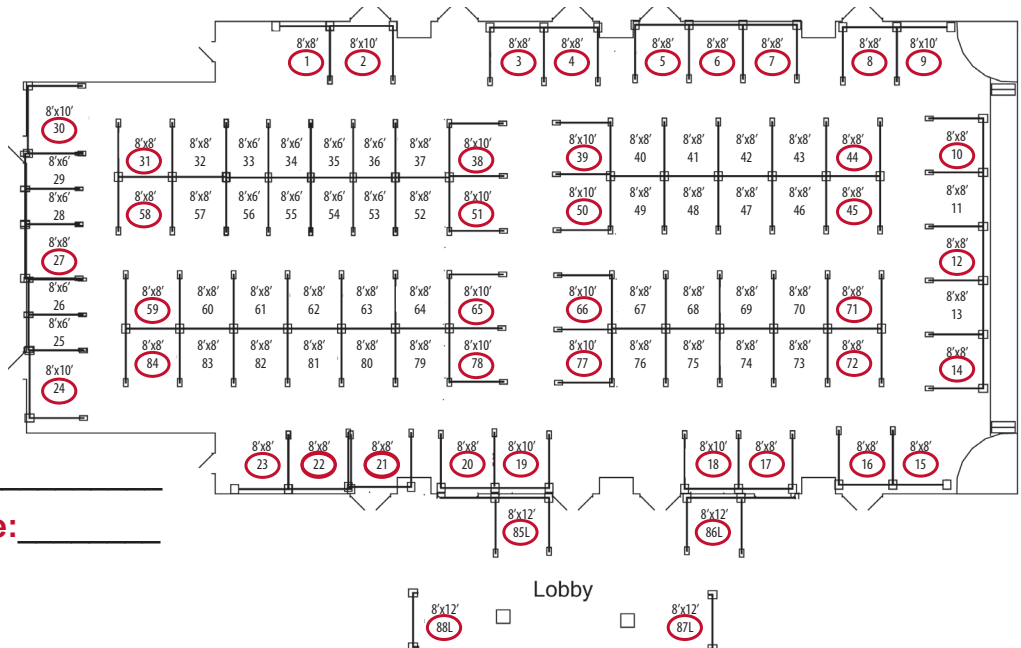 8'x8' 8'x10' 8'x8' 8'x8' 8'x8' 8'x8' 8'x8' 8'x8' 8'x10'
1 2 3 4 5 6 7 8 9
8'x10'
30
8'x6'
29
8'x6'
28
8'x8'
27
8'x6'
26
8'x6'
25
8'x10'
24
8'x8' 8'x8' 8'x6' 8'x6' 8'x6' 8'x6' 8'x8' 8'x10'
31 32 33 34 35 36 37 38
8'x8' 8'x8' 8'x6' 8'x6' 8'x6' 8'x6' 8'x8' 8'x10'
58 57 56 55 54 53 52 51
8'x10' 8'x8' 8'x8' 8'x8' 8'x8' 8'x8'
39 40 41 42 43 44
8'x10' 8'x8' 8'x8' 8'x8' 8'x8' 8'x8'
50 49 48 47 46 45
8'x8'
10
8'x8'
11
8'x8'
12
8'x8'
13
8'x8'
14
8'x8' 8'x8' 8'x8' 8'x8' 8'x8' 8'x8' 8'x10'
59 60 61 62 63 64 65
8'x8' 8'x8' 8'x8' 8'x8' 8'x8' 8'x8' 8'x10'
84 83 82 81 80 79 78
8'x10' 8'x8' 8'x8' 8'x8' 8'x8' 8'x8'
66 67 68 69 70 71
8'x10' 8'x8' 8'x8' 8'x8' 8'x8' 8'x8'
77 76 75 74 73 72
8'x8' 8'x8' 8'x8' 8'x8' 8'x10' 8'x10' 8'x8' 8'x8' 8'x8'
23 22 21 20 19 18 17 16 15
e:
8'x12' 8'x12'
85L 86L
Lobby
8'x12' 8'x12'
88L 87L